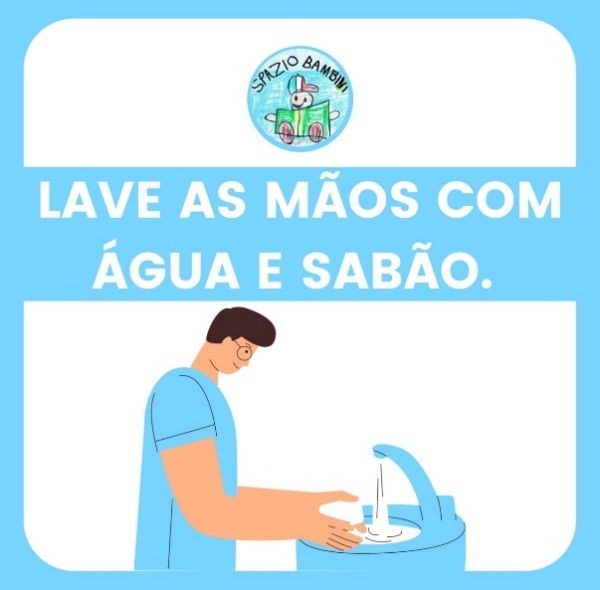 SPAZIO BAMBINI
LAVE AS MÃOS COM
ÁGUA E SABÃO.